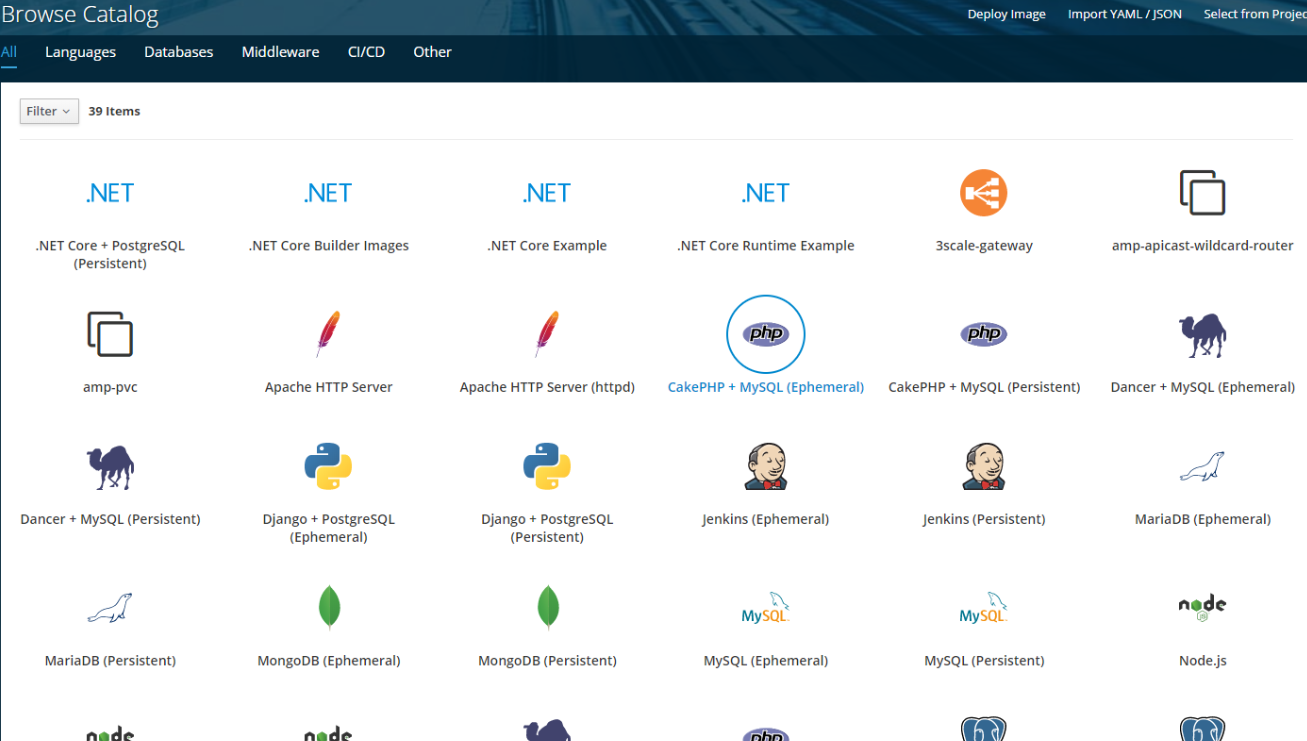 Browse Catalog
Deploy Image Import YAML / JSON Select from Projec
All Languages Databases Middleware CI/CD Other
Filter 39 Items
.NET .NET .NET .NET
.NET Core + PostgreSQL (Persistent)
.NET Core Builder Images
.NET Core Example
.NET Core Runtime Example
3scale-gateway
amp-apicast-wildcard-router
php php
amp-pvc
Apache HTTP Server
Apache HTTP Server (httpd)
CakePHP + MySQL (Ephemeral)
CakePHP + MySQL (Persistent)
Dancer + MySQL (Ephemeral)
Dancer + MySQL (Persistent)
Django + PostgreSQL (Ephemeral)
Django + PostgreSQL (Persistent)
Jenkins (Ephemeral)
Jenkins (Persistent)
MariaDB (Ephemeral)
MySQL MySQL node JS
MariaDB (Persistent)
MongoDB (Ephemeral)
MongoDB (Persistent)
MySQL (Ephemeral)
MySQL (Persistent)
Node.js
node node php